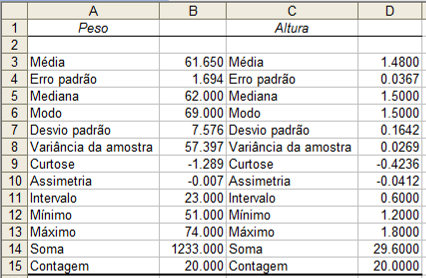 A B C D
1 Peso Altura
2
3 Média 61.650 Média 1.4800
4 Erro padrão 1.694 Erro padrão 0.0367
5 Mediana 62.000 Mediana 1.5000
6 Modo 69.000 Modo 1.5000
7 Desvio padrão 7.576 Desvio padrão 0.1642
8 Variância da amostra 57.397 Variância da amostra 0.0269
9 Curtose -1.289 Curtose -0.4236
10 Assimetria -0.007 Assimetria -0.0412
11 Intervalo 23.000 Intervalo 0.6000
12 Mínimo 51.000 Mínimo 1.2000
13 Máximo 74.000 Máximo 1.8000
14 Soma 1233.000 Soma 29.6000
15 Contagem 20.000 Contagem 20.0000